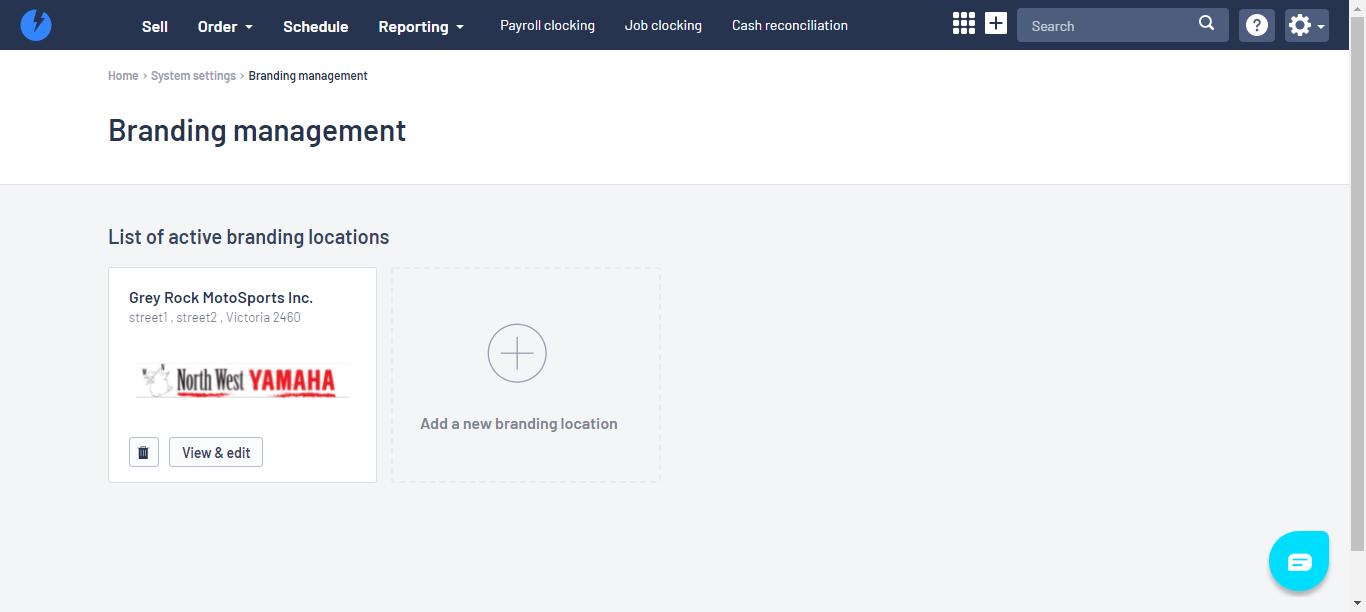 Sell Order Schedule Reporting Payroll clocking Job clocking Cash reconciliation Search
Home › System settings › Branding management
Branding management
List of active branding locations
Grey Rock MotoSports Inc.
street1 , street2 , Victoria 2460
North West YAMAHA
View & edit
Add a new branding location